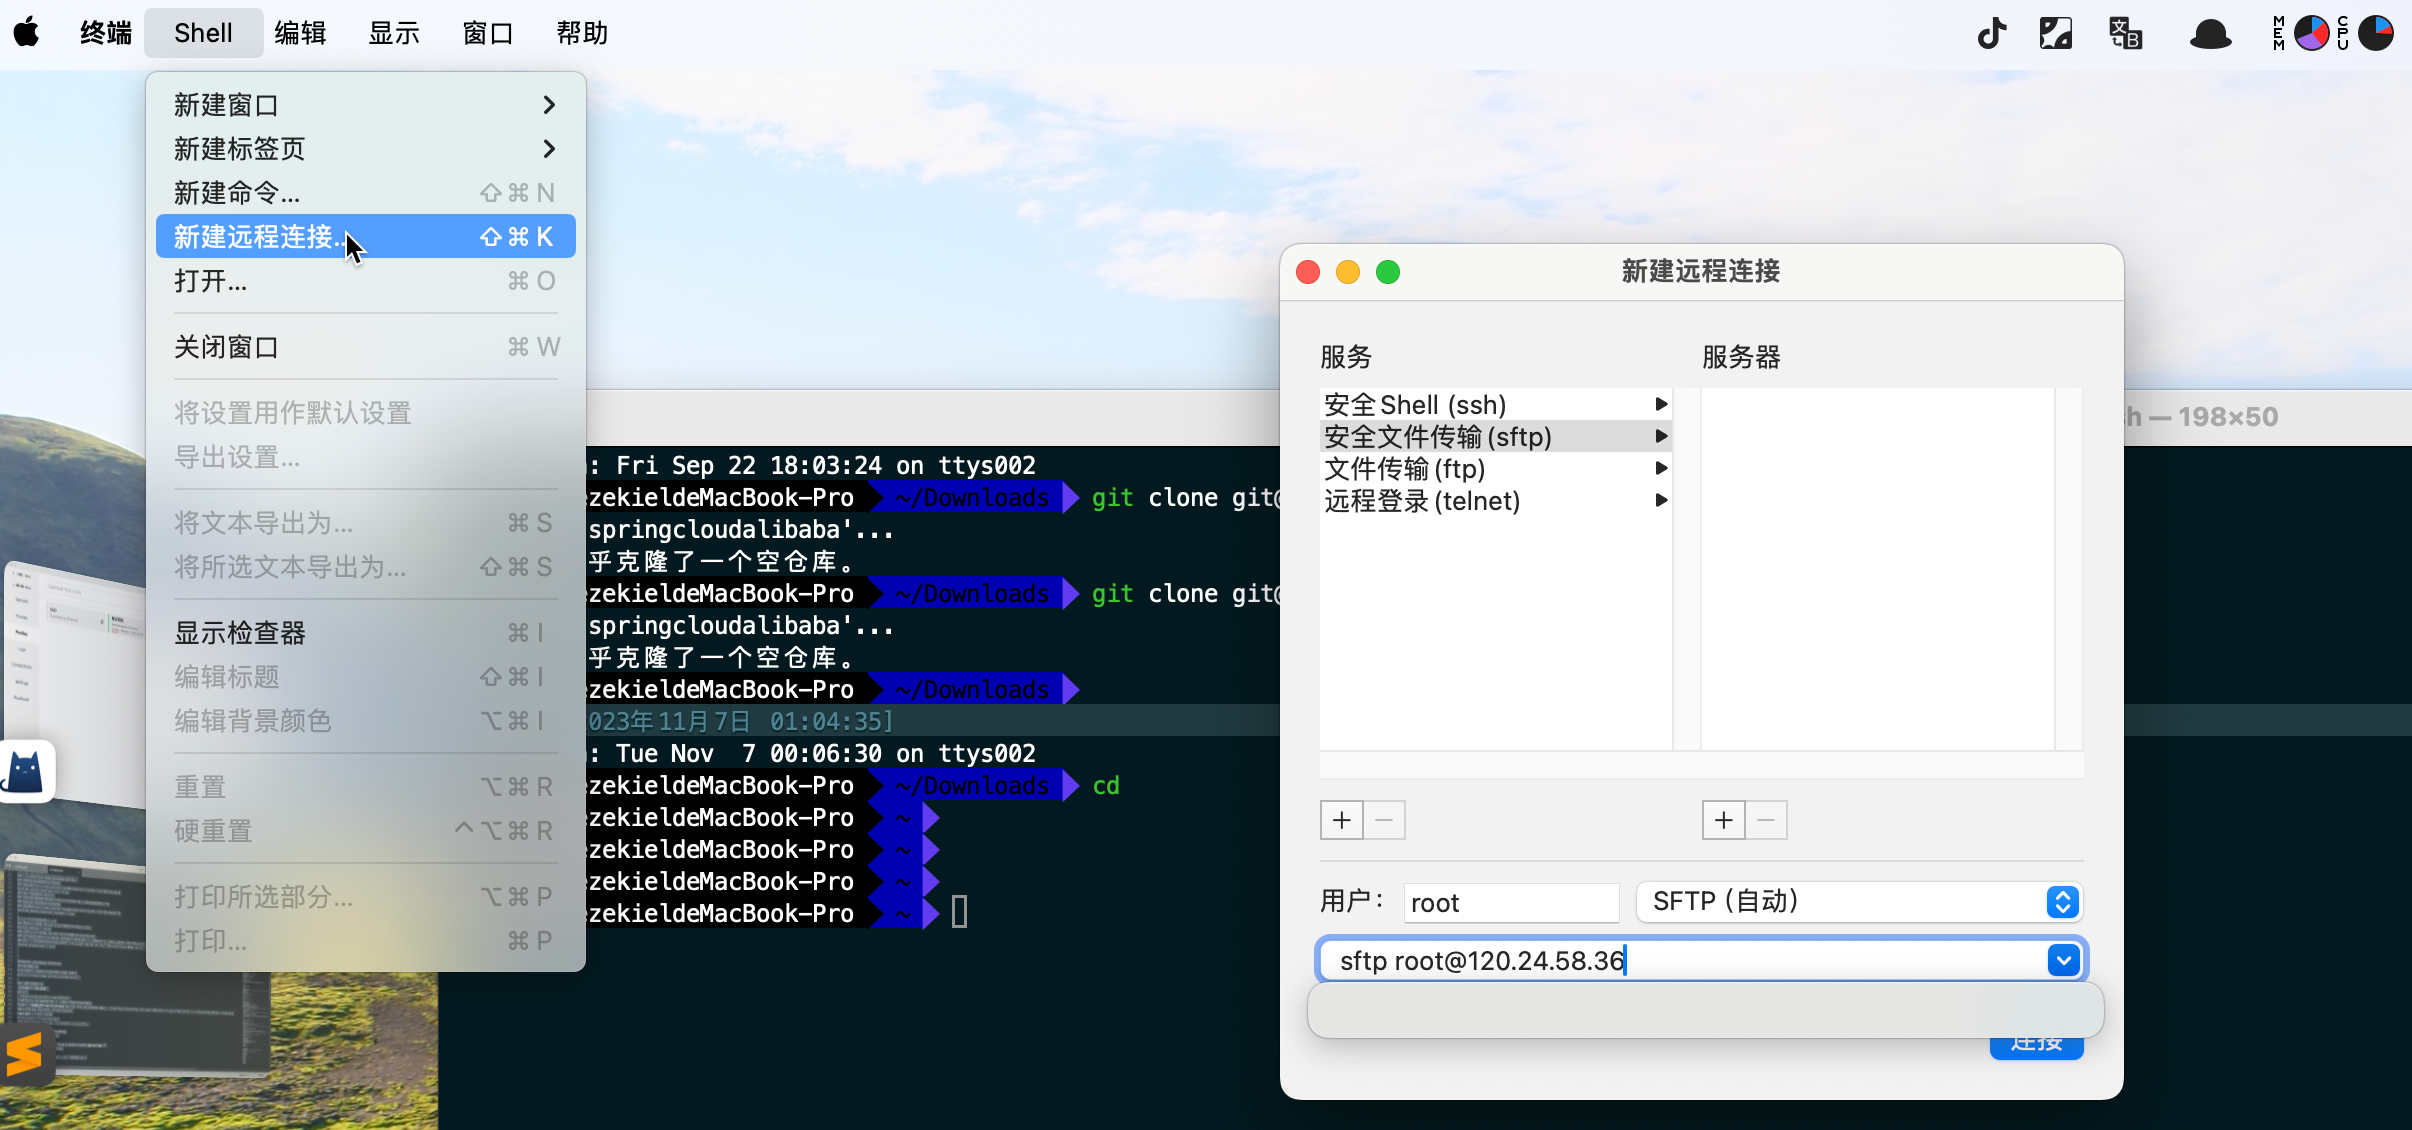 终端 Shell 编辑 显示 窗口 帮助
MEM
CPU
新建窗口
新建标签页
新建命令... ⇧⌘N
新建远程连接... ⇧⌘K
打开... ⌘O
关闭窗口 ⌘W
将设置用作默认设置
导出设置...
将文本导出为... ⌘S
将所选文本导出为... ⇧⌘S
显示检查器 ⌘I
编辑标题 ⇧⌘I
编辑背景颜色 ⌥⌘I
重置 ⌥⌘R
硬重置 ^⌥⌘R
打印所选部分... ⌥⌘P
打印... ⌘P
198×50
: Fri Sep 22 18:03:24 on ttys002
zekieldeMacBook-Pro ~/Downloads git clone git@
springcloudalibaba'...
乎克隆了一个空仓库。
zekieldeMacBook-Pro ~/Downloads git clone git@
springcloudalibaba'...
乎克隆了一个空仓库。
zekieldeMacBook-Pro ~/Downloads
023年11月7日 01:04:35]
: Tue Nov  7 00:06:30 on ttys002
zekieldeMacBook-Pro ~/Downloads cd
zekieldeMacBook-Pro ~
zekieldeMacBook-Pro ~
zekieldeMacBook-Pro ~
zekieldeMacBook-Pro ~
新建远程连接
服务 服务器
安全Shell (ssh)
安全文件传输 (sftp)
文件传输 (ftp)
远程登录 (telnet)
用户： root SFTP（自动）
sftp root@120.24.58.36
连接